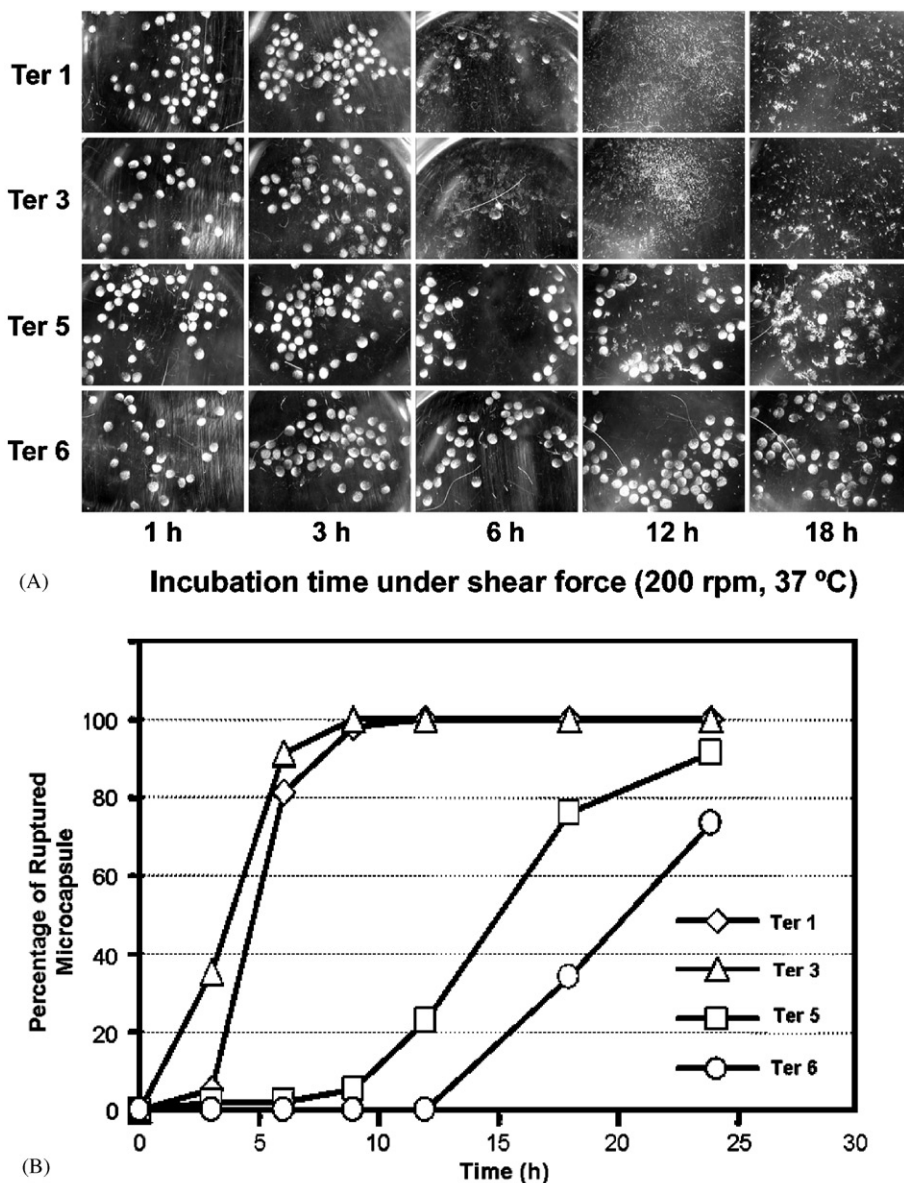 Ter 1
Ter 3
Ter 5
Ter 6
1 h 3 h 6 h 12 h 18 h
(A) Incubation time under shear force (200 rpm, 37 ºC)
Percentage of Ruptured
Microcapsule
100
80
60
40
20
0
0 5 10 15 20 25 30
Time (h)
Ter 1
Ter 3
Ter 5
Ter 6
(B)